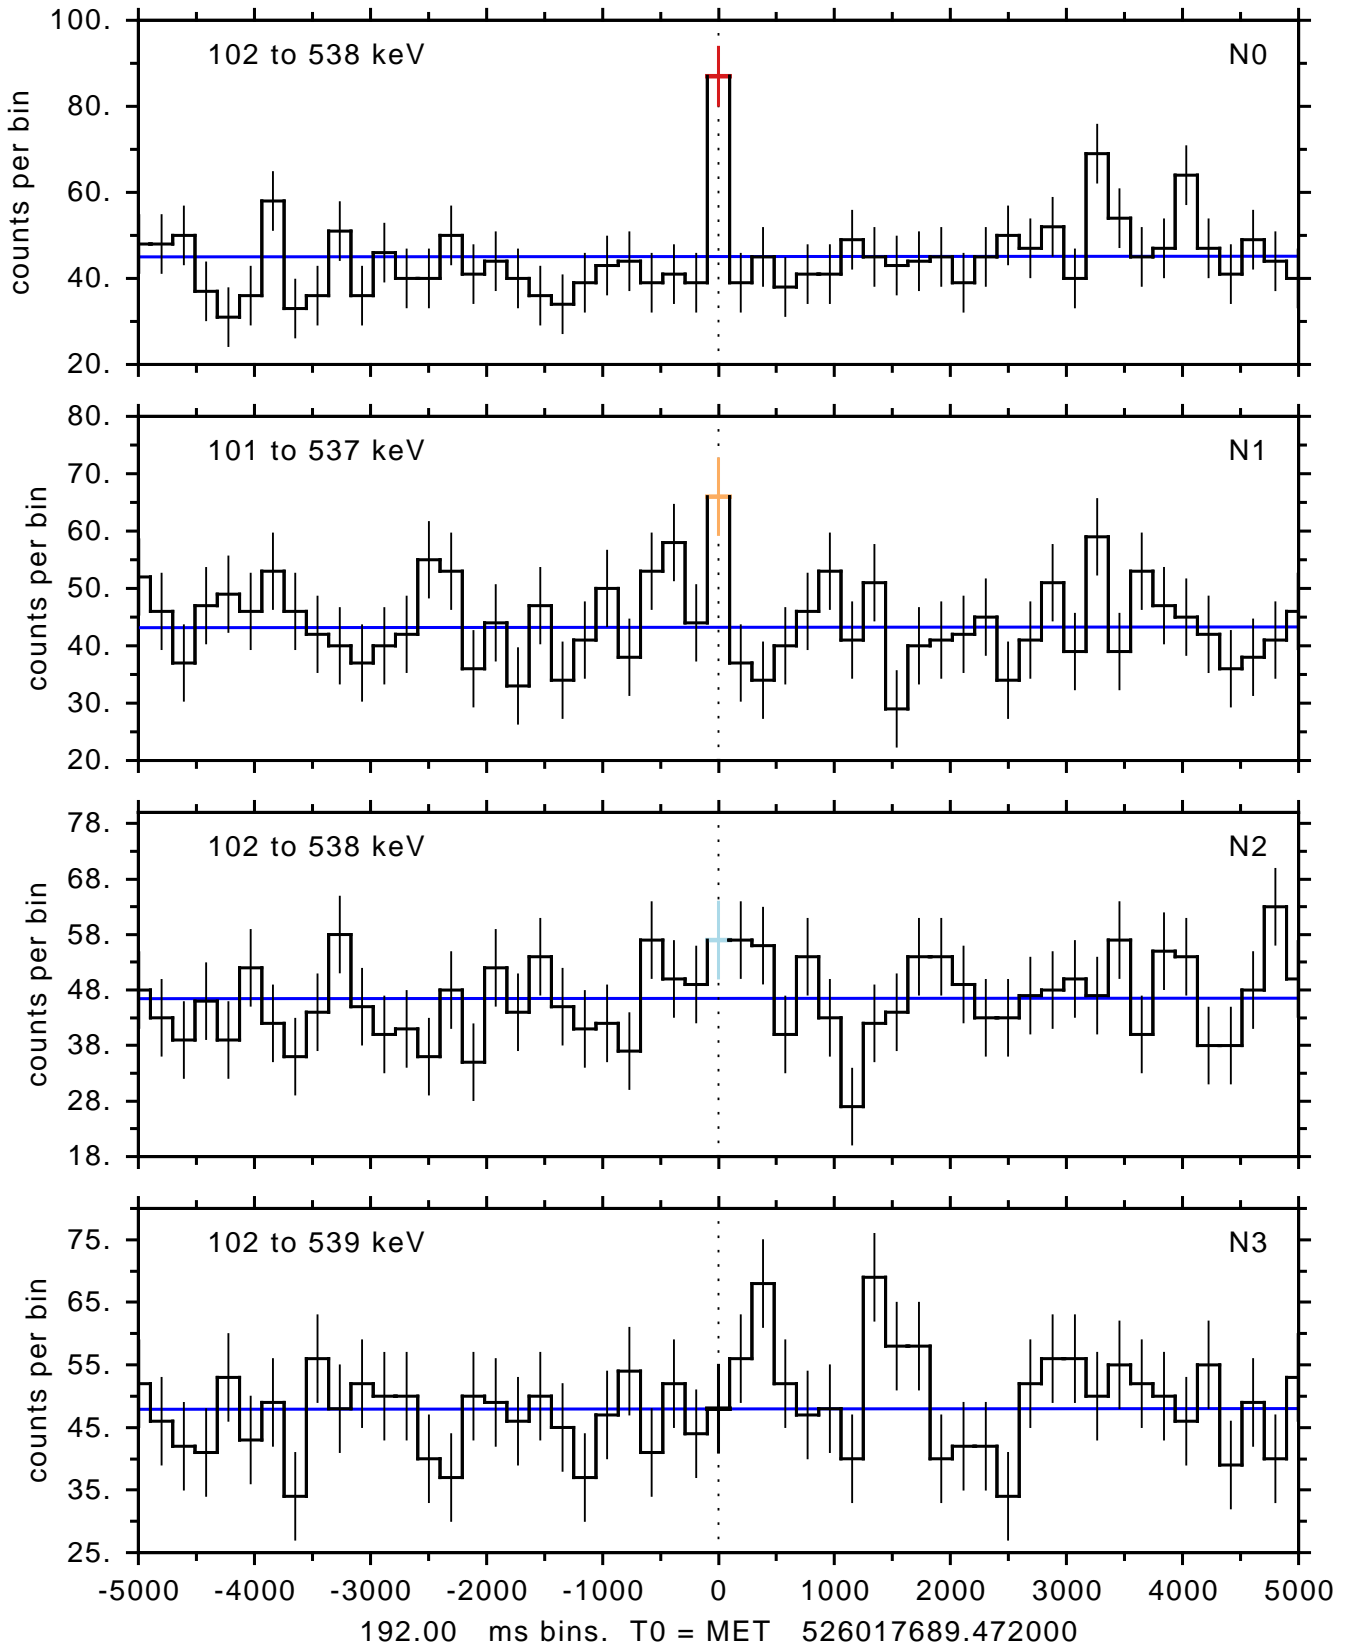 100.
102 to 538 keV
N0
80.
60.
40.
20.
counts per bin
80.
101 to 537 keV
N1
70.
60.
50.
40.
30.
20.
counts per bin
78.
102 to 538 keV
N2
68.
58.
48.
38.
28.
18.
counts per bin
75.
102 to 539 keV
N3
65.
55.
45.
35.
25.
counts per bin
-5000 -4000 -3000 -2000 -1000 0 1000 2000 3000 4000 5000
192.00 ms bins. T0 = MET 526017689.472000